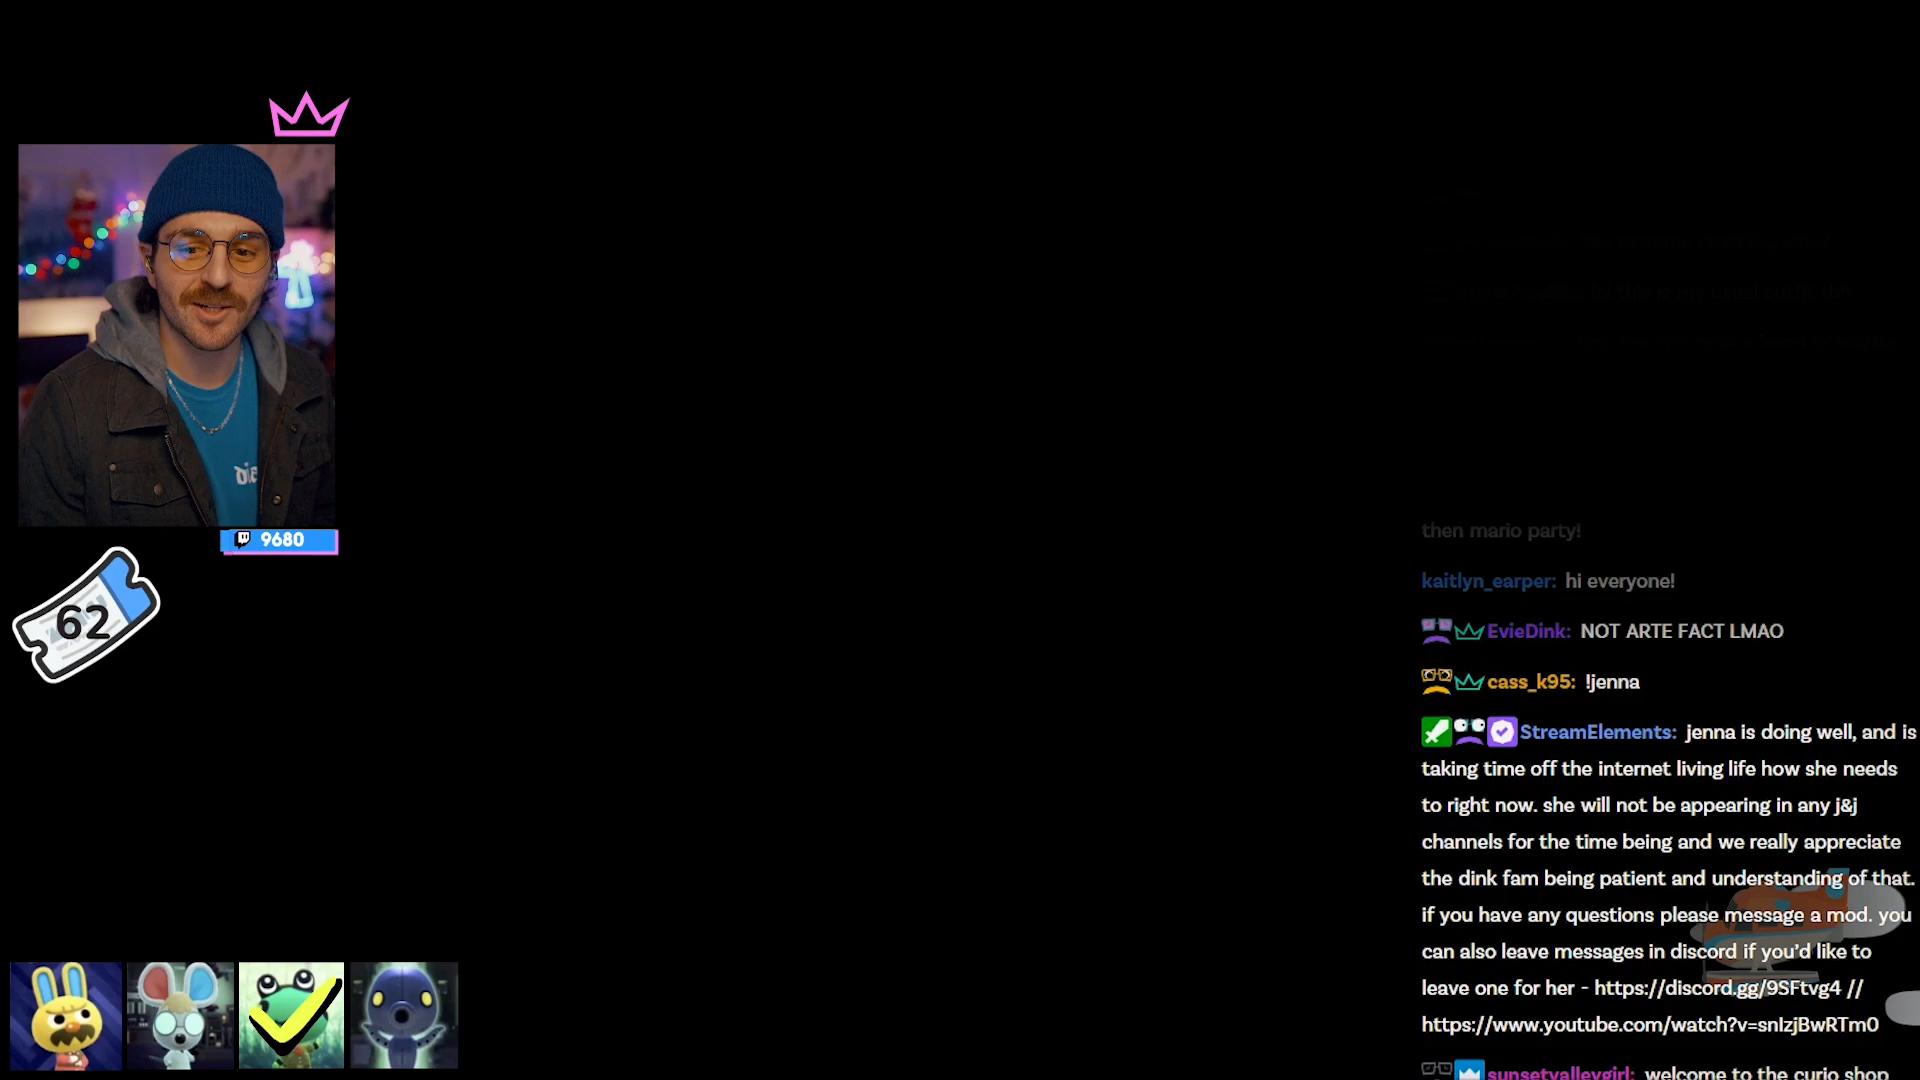 9680
62
die
then mario party!
kaitlyn_earper: hi everyone!
EvieDink: NOT ARTE FACT LMAO
cass_k95: !jenna
StreamElements: jenna is doing well, and is
taking time off the internet living life how she needs
to right now. she will not be appearing in any j&j
channels for the time being and we really appreciate
the dink fam being patient and understanding of that.
if you have any questions please message a mod. you
can also leave messages in discord if you'd like to
leave one for her - https://discord.gg/9SFtvg4 //
https://www.youtube.com/watch?v=snIzjBwRTm0
sunsetvalleygirl: welcome to the curio shop